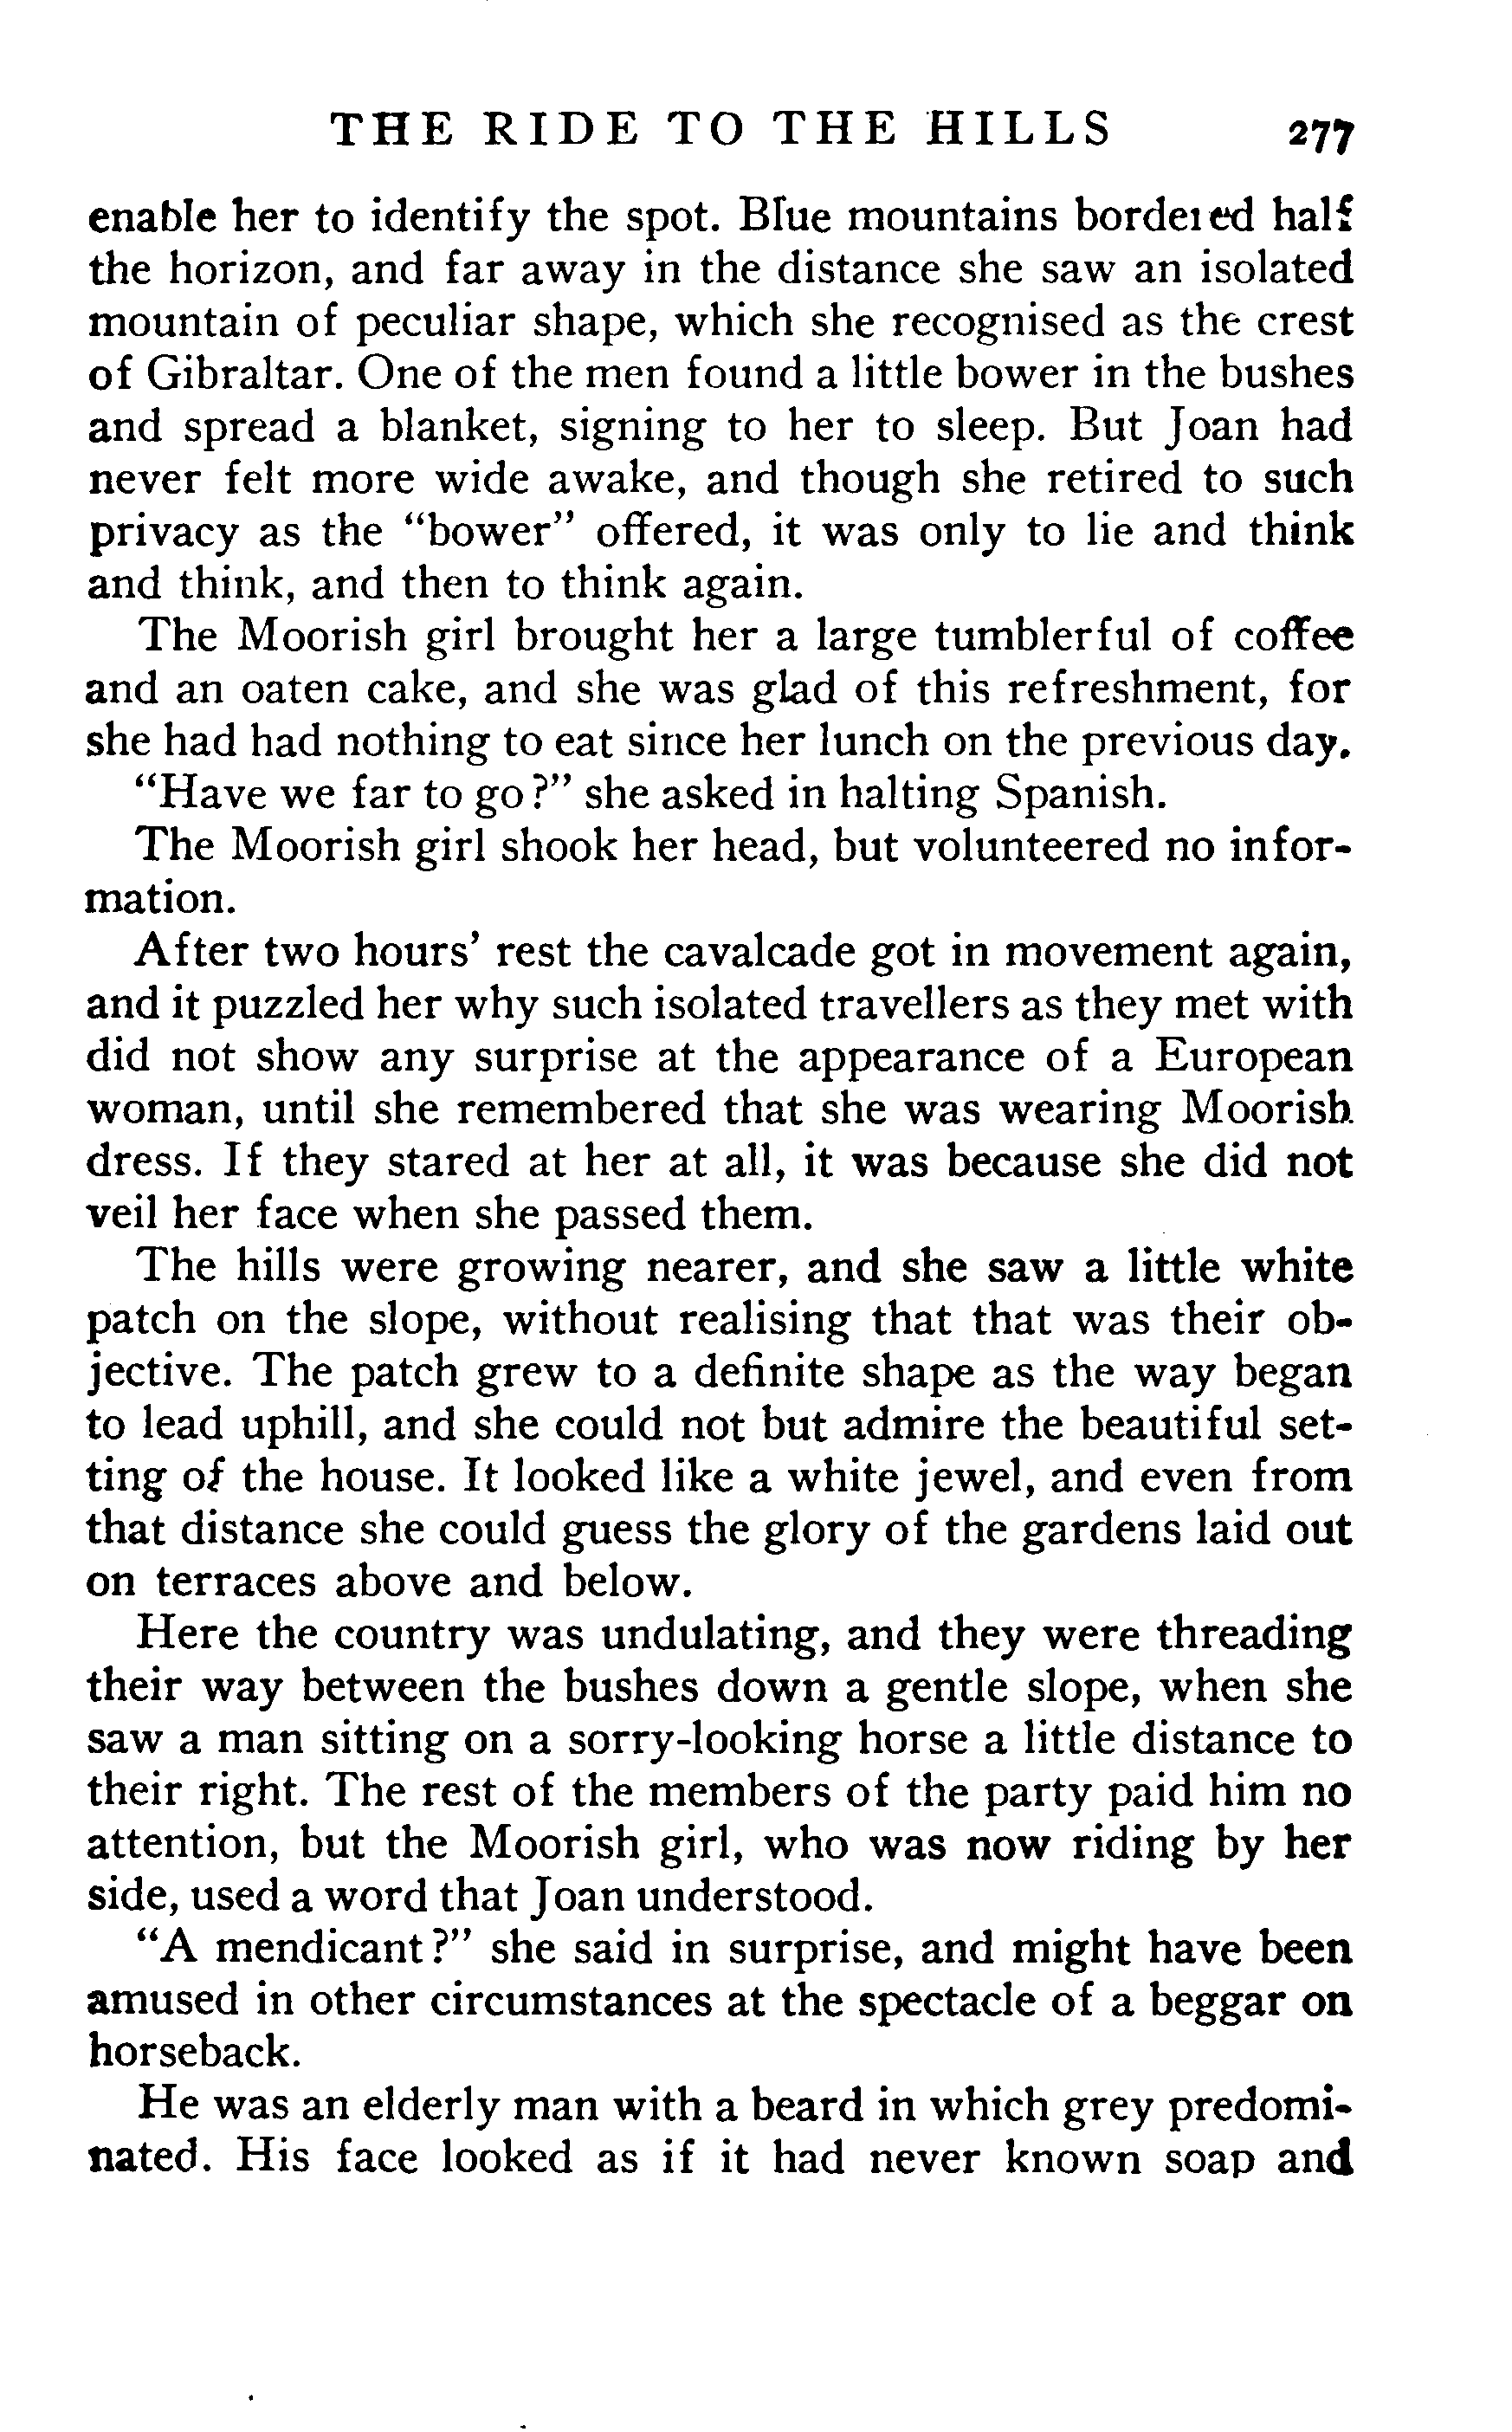 THE RIDE TO THE HILLS 277
enable her to identify the spot. Blue mountains bordered half
the horizon, and far away in the distance she saw an isolated
mountain of peculiar shape, which she recognised as the crest
of Gibraltar. One of the men found a little bower in the bushes
and spread a blanket, signing to her to sleep. But Joan had
never felt more wide awake, and though she retired to such
privacy as the "bower" offered, it was only to lie and think
and think, and then to think again.
The Moorish girl brought her a large tumblerful of coffee
and an oaten cake, and she was glad of this refreshment, for
she had had nothing to eat since her lunch on the previous day.
"Have we far to go?" she asked in halting Spanish.
The Moorish girl shook her head, but volunteered no infor-
mation.
After two hours' rest the cavalcade got in movement again,
and it puzzled her why such isolated travellers as they met with
did not show any surprise at the appearance of a European
woman, until she remembered that she was wearing Moorish
dress. If they stared at her at all, it was because she did not
veil her face when she passed them.
The hills were growing nearer, and she saw a little white
patch on the slope, without realising that that was their ob-
jective. The patch grew to a definite shape as the way began
to lead uphill, and she could not but admire the beautiful set-
ting of the house. It looked like a white jewel, and even from
that distance she could guess the glory of the gardens laid out
on terraces above and below.
Here the country was undulating, and they were threading
their way between the bushes down a gentle slope, when she
saw a man sitting on a sorry-looking horse a little distance to
their right. The rest of the members of the party paid him no
attention, but the Moorish girl, who was now riding by her
side, used a word that Joan understood.
"A mendicant?" she said in surprise, and might have been
amused in other circumstances at the spectacle of a beggar on
horseback.
He was an elderly man with a beard in which grey predomi-
nated. His face looked as if it had never known soap and